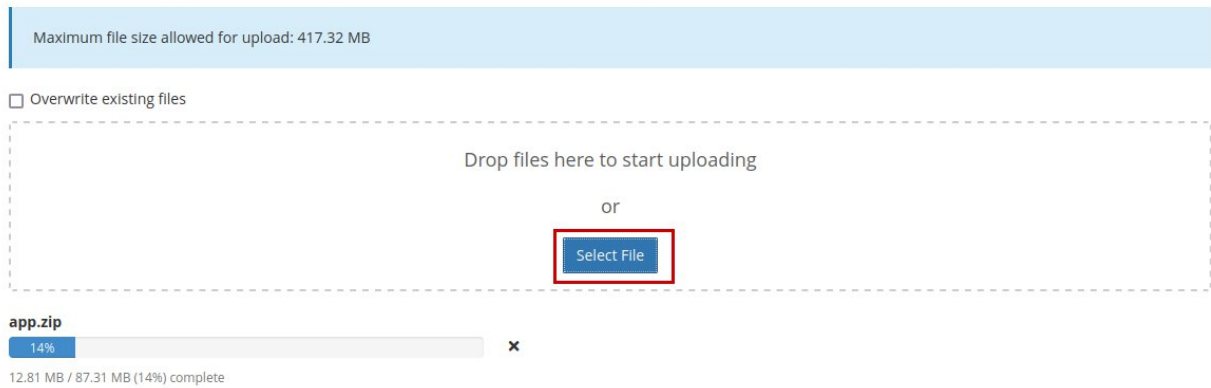 Maximum file size allowed for upload: 417.32 MB
Overwrite existing files
Drop files here to start uploading
or
Select File
app.zip
14%
12.81 MB / 87.31 MB (14%) complete